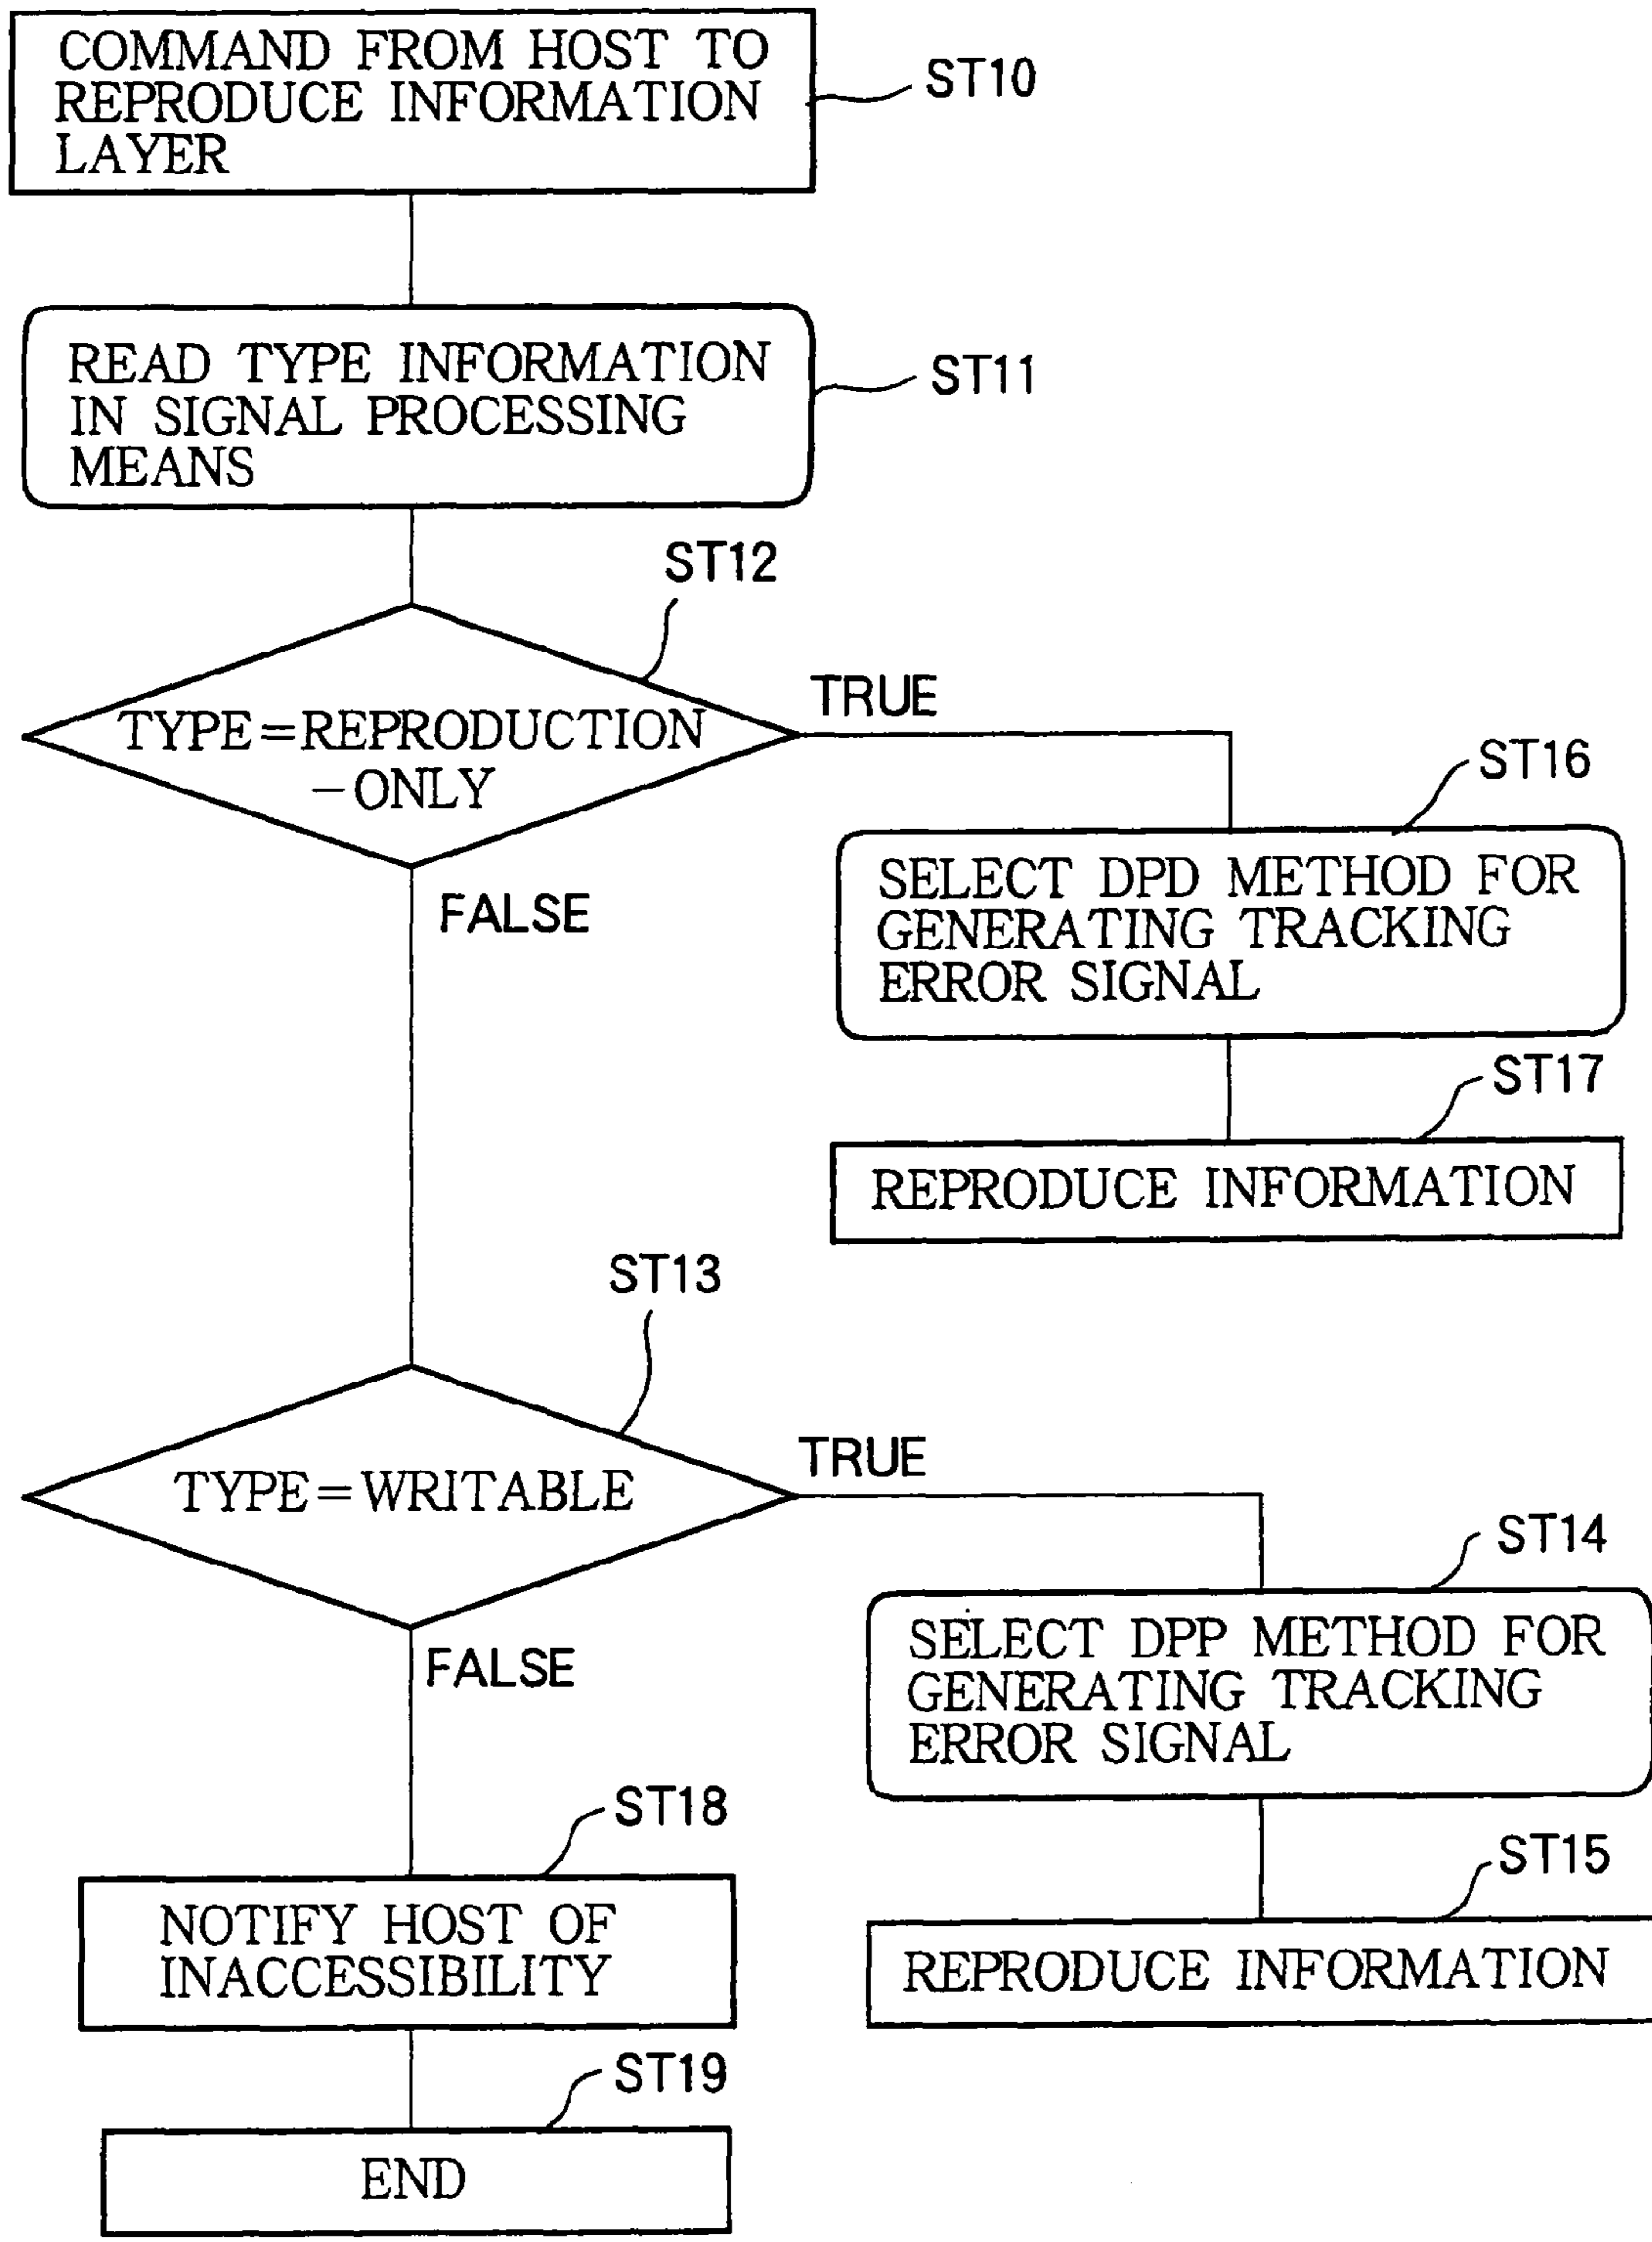 COMMAND FROM HOST TO
REPRODUCE INFORMATION
LAYER
ST10
READ TYPE INFORMATION
IN SIGNAL PROCESSING
MEANS
ST11
ST12
TYPE=REPRODUCTION
-ONLY
TRUE
FALSE
ST16
SELECT DPD METHOD FOR
GENERATING TRACKING
ERROR SIGNAL
ST17
REPRODUCE INFORMATION
ST13
TYPE=WRITABLE
TRUE
FALSE
ST14
SELECT DPP METHOD FOR
GENERATING TRACKING
ERROR SIGNAL
ST15
REPRODUCE INFORMATION
ST18
NOTIFY HOST OF
INACCESSIBILITY
ST19
END